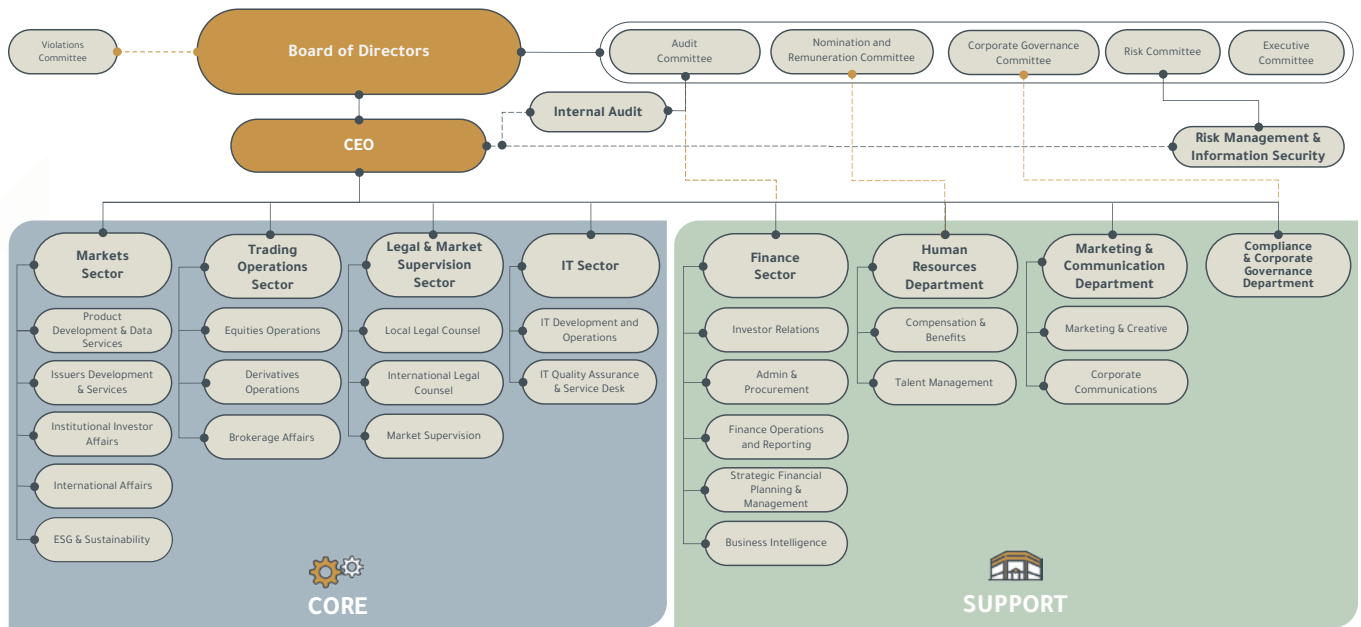 Violations
Committee
Board of Directors
Audit
Committee
Nomination and
Remuneration Committee
Corporate Governance
Committee
Risk Committee
Executive
Committee
Internal Audit
CEO
Risk Management &
Information Security
Markets
Sector
Product
Development & Data
Services
Issuers Development
& Services
Institutional Investor
Affairs
International Affairs
ESG & Sustainability
Trading
Operations
Sector
Equities Operations
Derivatives
Operations
Brokerage Affairs
Legal & Market
Supervision
Sector
Local Legal Counsel
International Legal
Counsel
Market Supervision
IT Sector
IT Development and
Operations
IT Quality Assurance
& Service Desk
CORE
Finance
Sector
Investor Relations
Admin &
Procurement
Finance Operations
and Reporting
Strategic Financial
Planning &
Management
Business Intelligence
Human
Resources
Department
Compensation &
Benefits
Talent Management
Marketing &
Communication
Department
Marketing & Creative
Corporate
Communications
Compliance
& Corporate
Governance
Department
SUPPORT